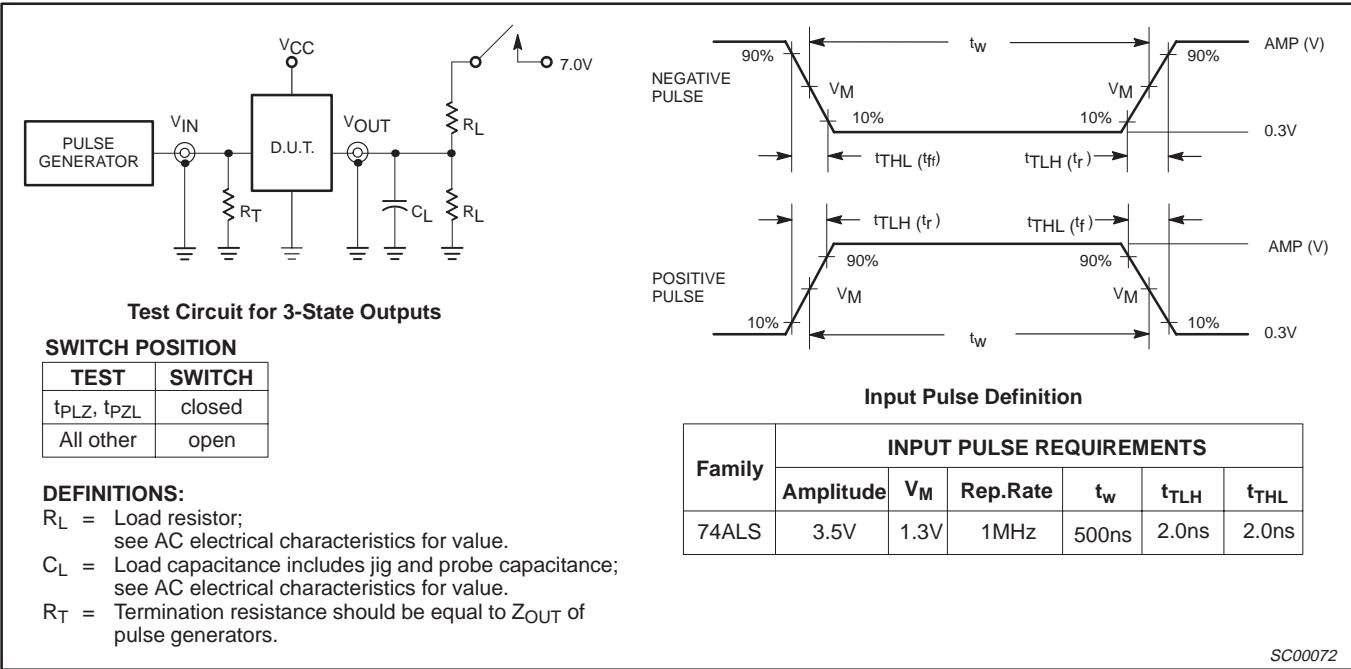 VCC
7.0V
RL
PULSE GENERATOR
VIN
D.U.T.
VOUT
RT
CL
RL
Test Circuit for 3-State Outputs
SWITCH POSITION
TEST SWITCH
tPLZ, tPZL closed
All other open
DEFINITIONS:
RL = Load resistor;
see AC electrical characteristics for value.
CL = Load capacitance includes jig and probe capacitance;
see AC electrical characteristics for value.
RT = Termination resistance should be equal to ZOUT of
pulse generators.
NEGATIVE
PULSE
90%
tw
90%
AMP (V)
VM
VM
10%
10%
0.3V
tTHL (tff)
tTLH (tr )
tTLH (tr )
tTHL (tf )
AMP (V)
POSITIVE
PULSE
90%
90%
VM
VM
10%
tw
10%
0.3V
Input Pulse Definition
Family INPUT PULSE REQUIREMENTS
Amplitude VM Rep.Rate tw tTLH tTHL
74ALS 3.5V 1.3V 1MHz 500ns 2.0ns 2.0ns
SC00072